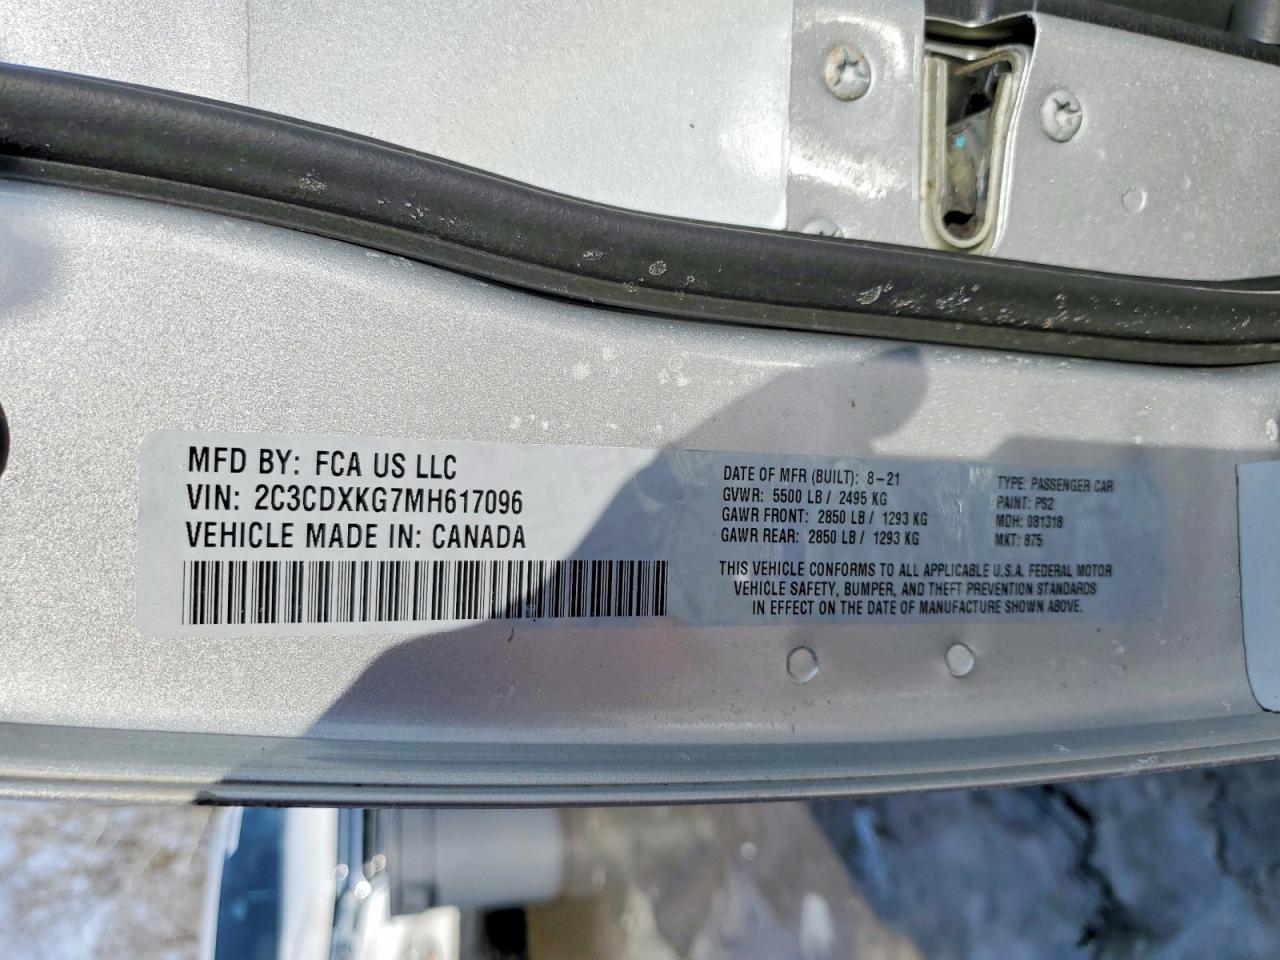 MFD BY: FCA US LLC
VIN: 2C3CDXKG7MH617096
VEHICLE MADE IN: CANADA
DATE OF MFR (BUILT): 8-21
GVWR: 5500 LB / 2495 KG
GAWR FRONT: 2850 LB / 1293 KG
GAWR REAR: 2850 LB / 1293 KG
TYPE: PASSENGER CAR
PAINT: PS2
MDH: 081318
MKT: 875
THIS VEHICLE CONFORMS TO ALL APPLICABLE U.S.A. FEDERAL MOTOR
VEHICLE SAFETY, BUMPER, AND THEFT PREVENTION STANDARDS
IN EFFECT ON THE DATE OF MANUFACTURE SHOWN ABOVE.